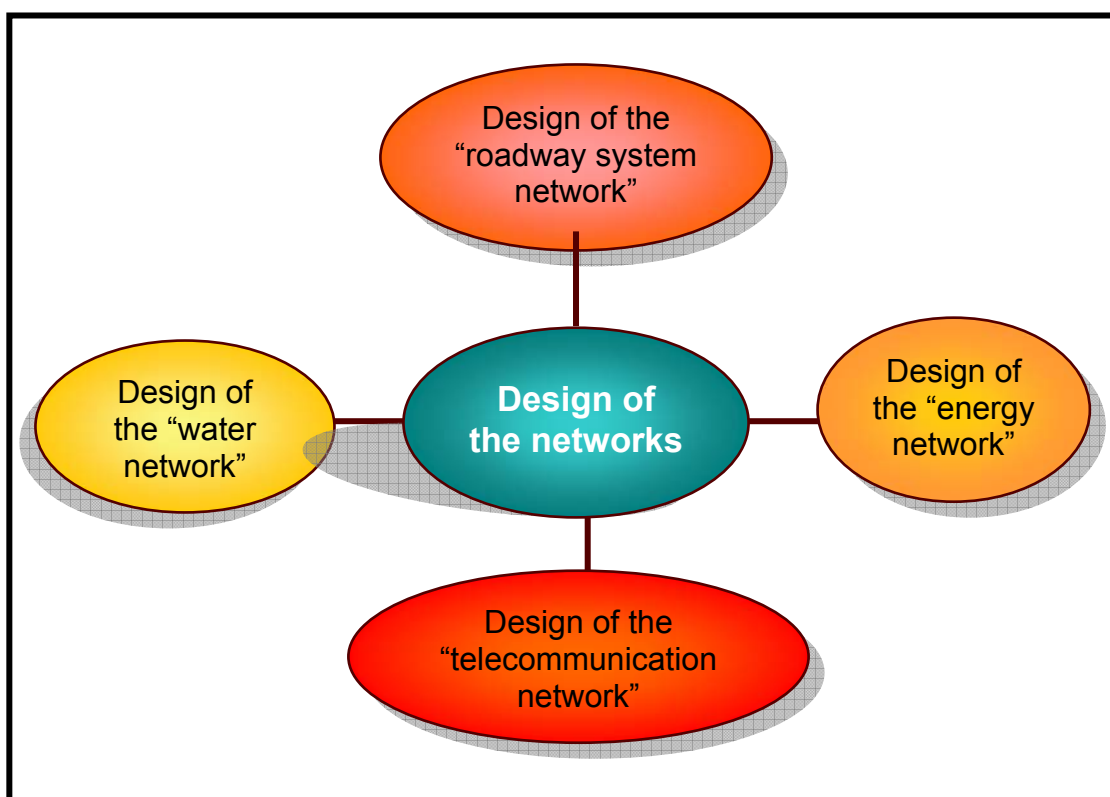 Design of the
“roadway system
network”
Design of
the “water
network”
Design of
the networks
Design of
the “energy
network”
Design of the
“telecommunication
network”